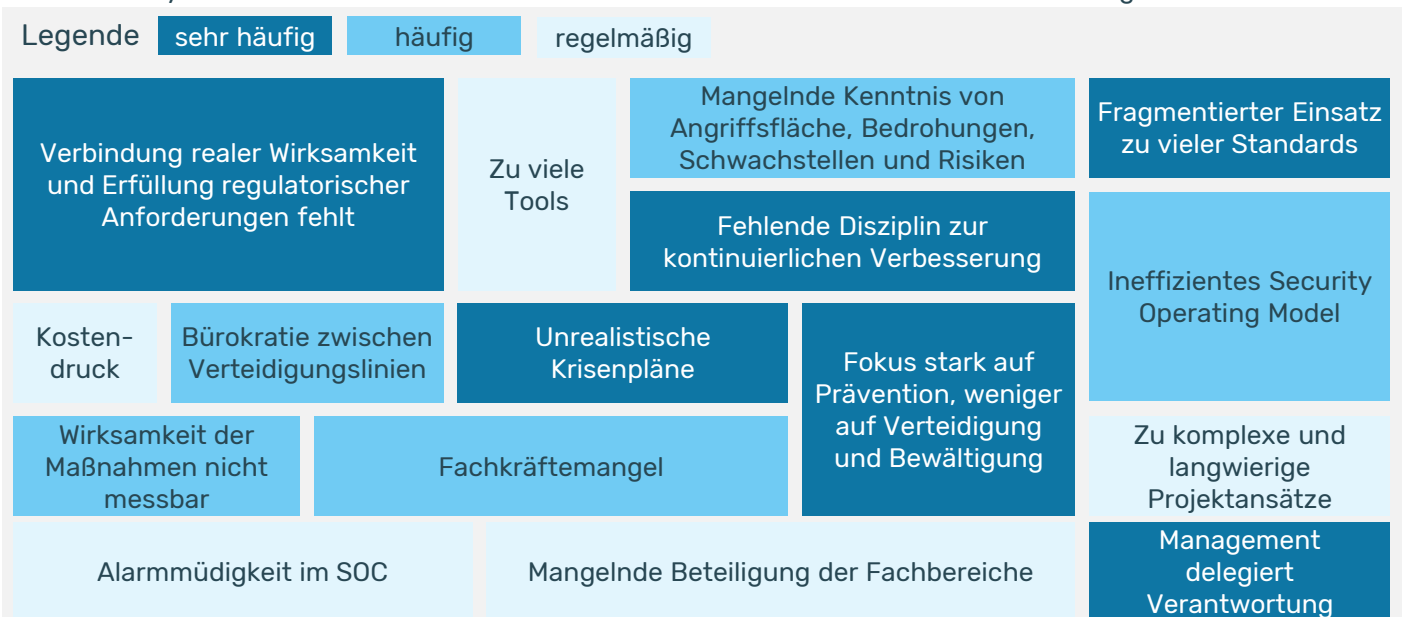 Legende
sehr häufig
häufig
regelmäßig
Verbindung realer Wirksamkeit
und Erfüllung regulatorischer
Anforderungen fehlt
Zu viele
Tools
Mangelnde Kenntnis von
Angriffsfläche, Bedrohungen,
Schwachstellen und Risiken
Fragmentierter Einsatz
zu vieler Standards
Fehlende Disziplin zur
kontinuierlichen Verbesserung
Ineffizientes Security
Operating Model
Kosten-
druck
Bürokratie zwischen
Verteidigungslinien
Unrealistische
Krisenpläne
Fokus stark auf
Prävention, weniger
auf Verteidigung
und Bewältigung
Wirksamkeit der
Maßnahmen nicht
messbar
Fachkräftemangel
Zu komplexe und
langwierige
Projektansätze
Alarmmüdigkeit im SOC
Mangelnde Beteiligung der Fachbereiche
Management
delegiert
Verantwortung